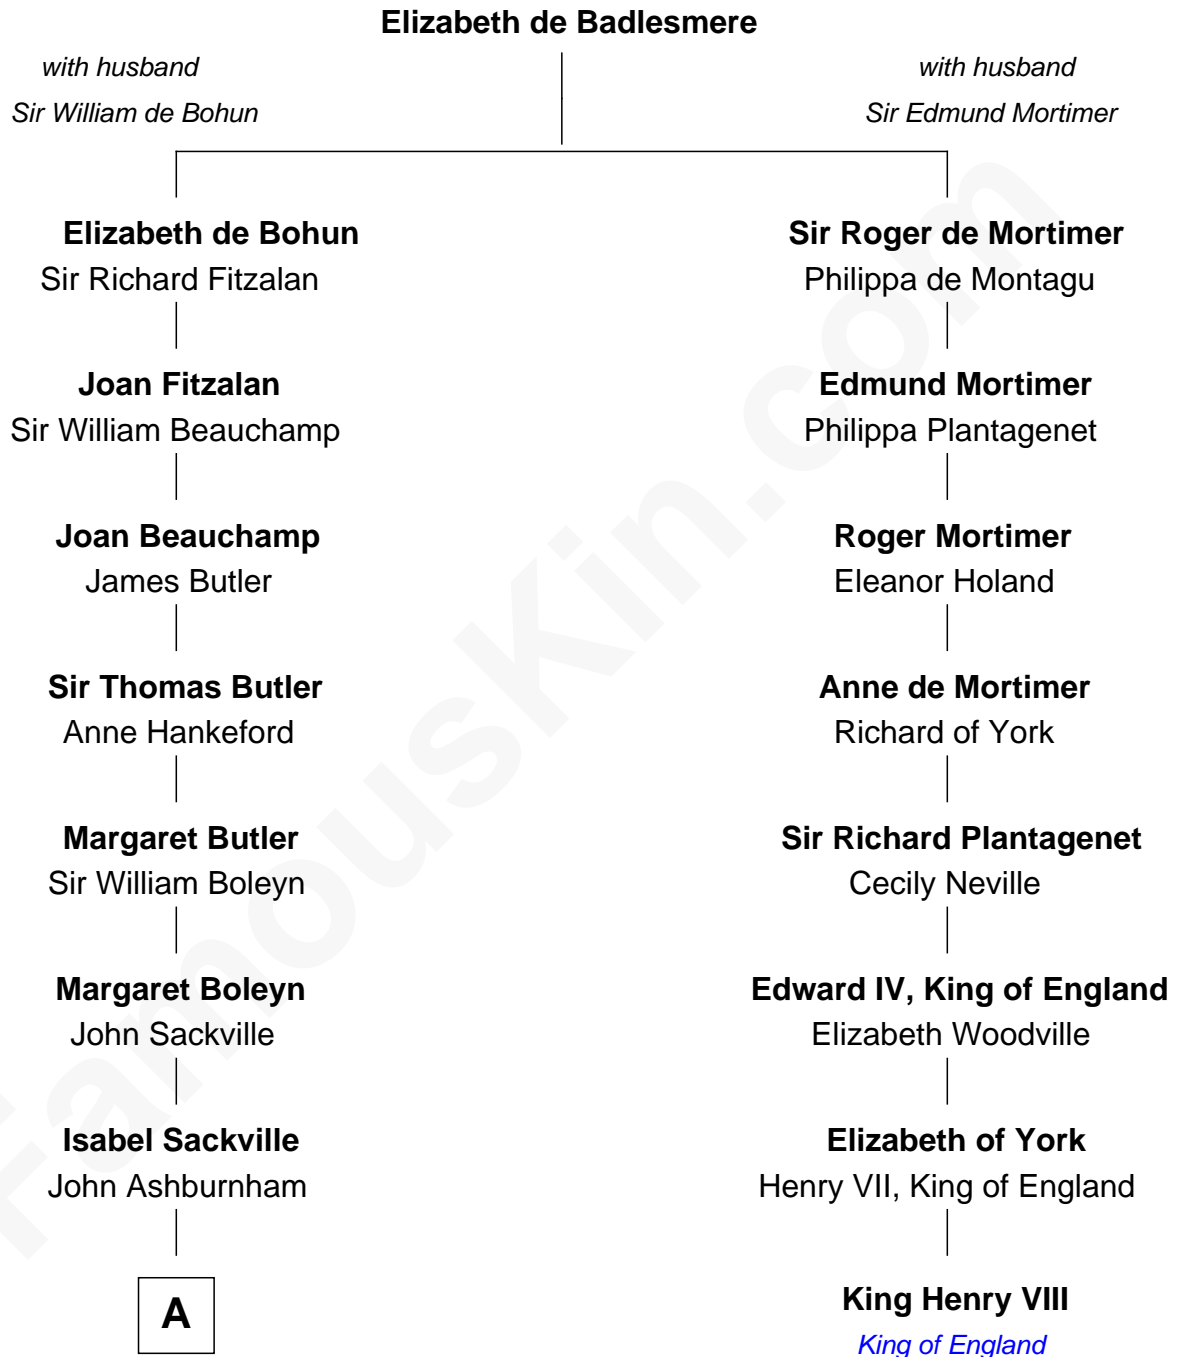 Elizabeth de Badlesmere
with husband
Sir William de Bohun
with husband
Sir Edmund Mortimer
Elizabeth de Bohun
Sir Richard Fitzalan
Sir Roger de Mortimer
Philippa de Montagu
Joan Fitzalan
Sir William Beauchamp
Edmund Mortimer
Philippa Plantagenet
Joan Beauchamp
James Butler
Roger Mortimer
Eleanor Holand
Sir Thomas Butler
Anne Hankeford
Anne de Mortimer
Richard of York
Margaret Butler
Sir William Boleyn
Sir Richard Plantagenet
Cecily Neville
Margaret Boleyn
John Sackville
Edward IV, King of England
Elizabeth Woodville
Isabel Sackville
John Ashburnham
Elizabeth of York
Henry VII, King of England
A
King Henry VIII
King of England
FamousKin.com